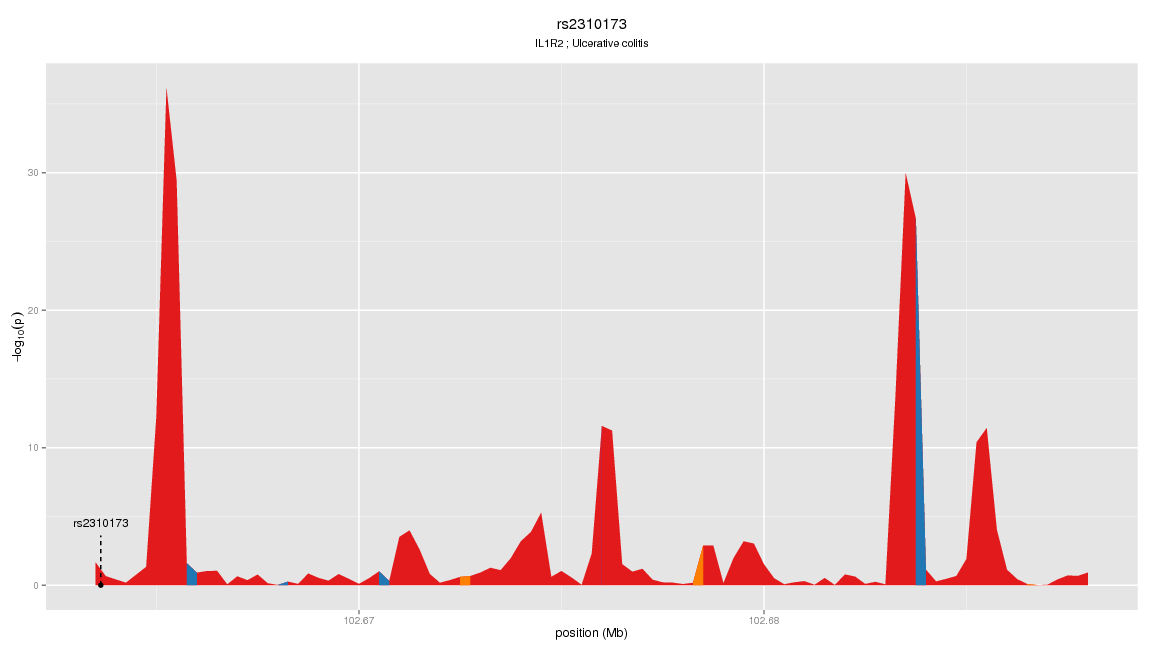 rs2310173
IL1R2 ; Ulcerative colitis
30
20
10
0
−log10(p)
rs2310173
102.67
102.68
position (Mb)